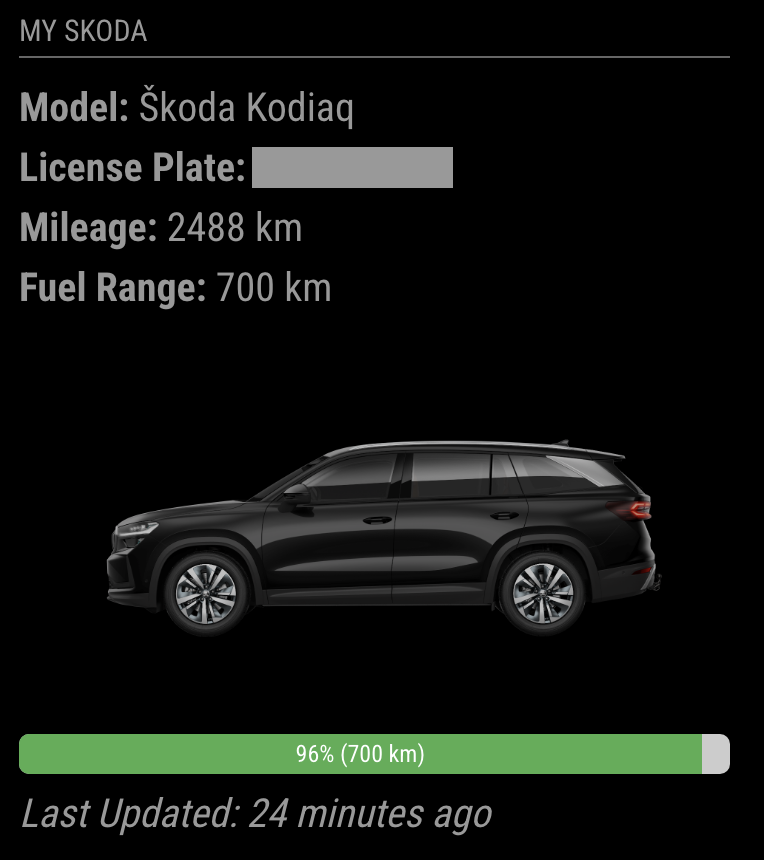 MY SKODA
Model: Škoda Kodiaq
License Plate:
Mileage: 2488 km
Fuel Range: 700 km
96% (700 km)
Last Updated: 24 minutes ago